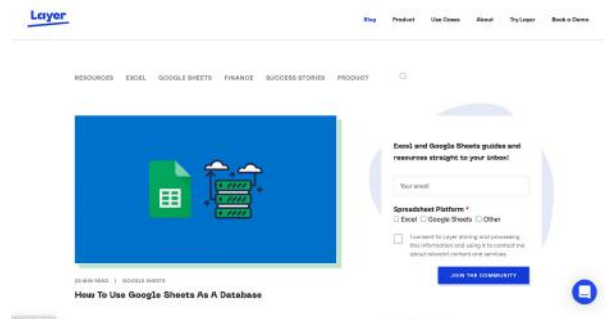 Layer
Blog Product Use Cases About Try Layer Book a Demo
RESOURCES EXCEL GOOGLE SHEETS FINANCE SUCCESS STORIES PRODUCT
Excel and Google Sheets guides and
resources straight to your inbox!
Your email
Spreadsheet Platform *
Excel Google Sheets Other
I consent to Layer storing and processing
this information and using it to contact me
about relevant content and services.
JOIN THE COMMUNITY
MIN READ | GOOGLE SHEETS
How To Use Google Sheets As A Database